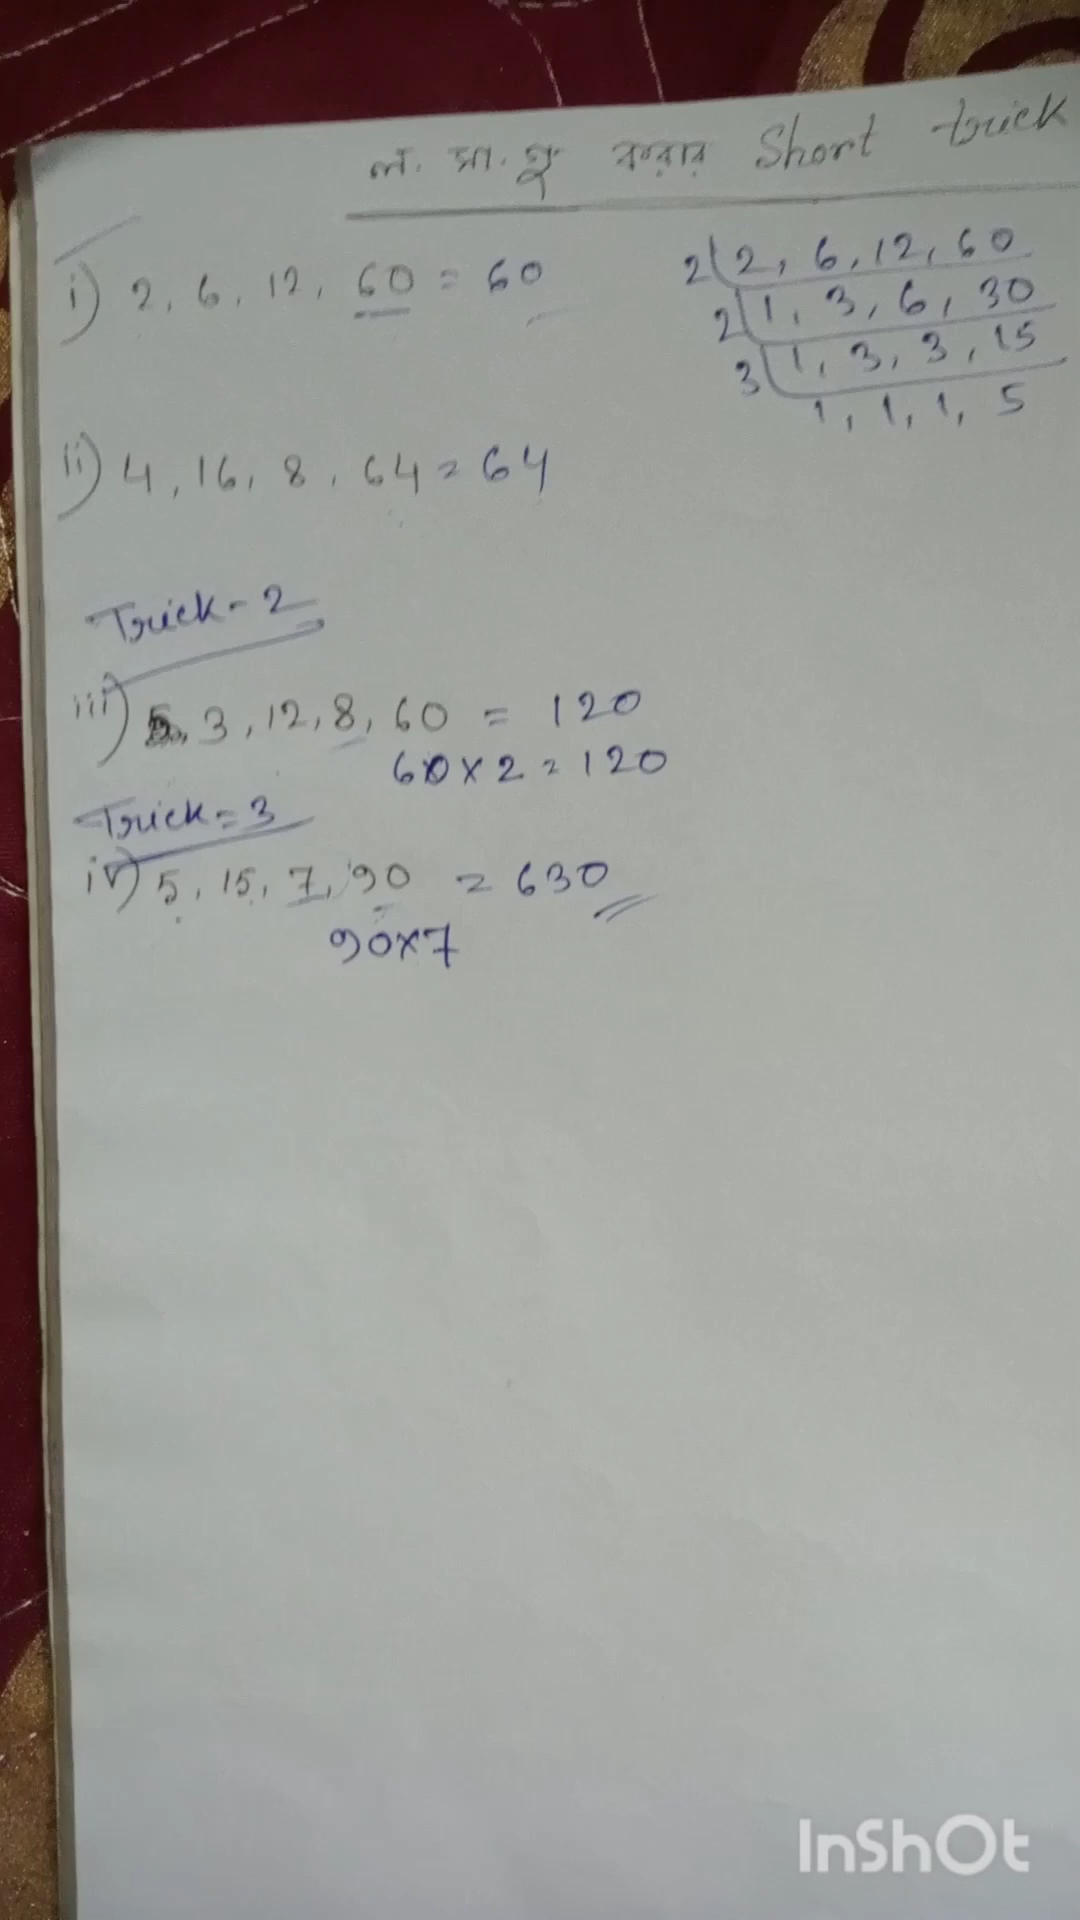 ল. সা. গু করার Short trick
i) 2, 6, 12, 60 = 60
2 2, 6, 12, 60
2 1, 3, 6, 30
3 1, 3, 3, 15
1, 1, 1, 5
ii) 4, 16, 8, 64 = 64
Trick - 2
iii) 3, 12, 8, 60 = 120
60 x 2 = 120
Trick = 3
iv) 5, 15, 7, 90 = 630
90x7
InShOt